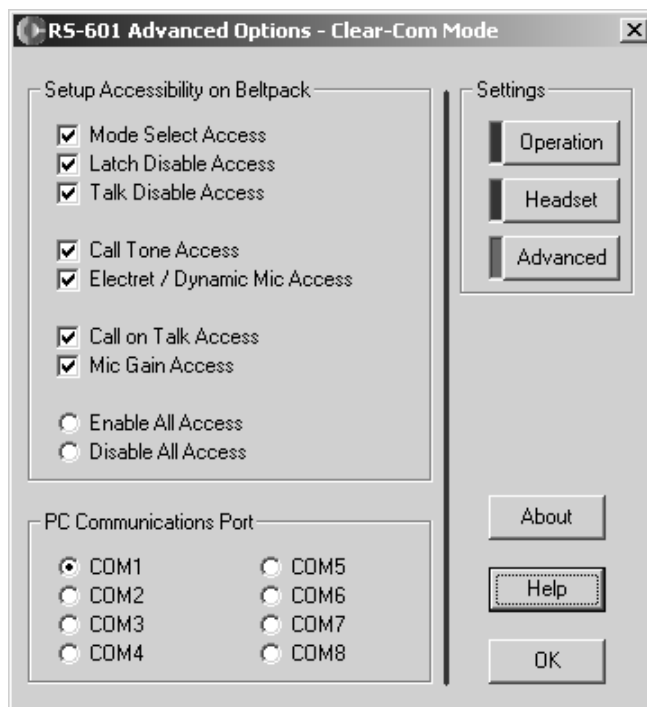 RS-601 Advanced Options - Clear-Com Mode
Setup Accessibility on Beltpack
Mode Select Access
Latch Disable Access
Talk Disable Access
Call Tone Access
Electret / Dynamic Mic Access
Call on Talk Access
Mic Gain Access
Enable All Access
Disable All Access
PC Communications Port
COM1
COM2
COM3
COM4
COM5
COM6
COM7
COM8
Settings
Operation
Headset
Advanced
About
Help
OK